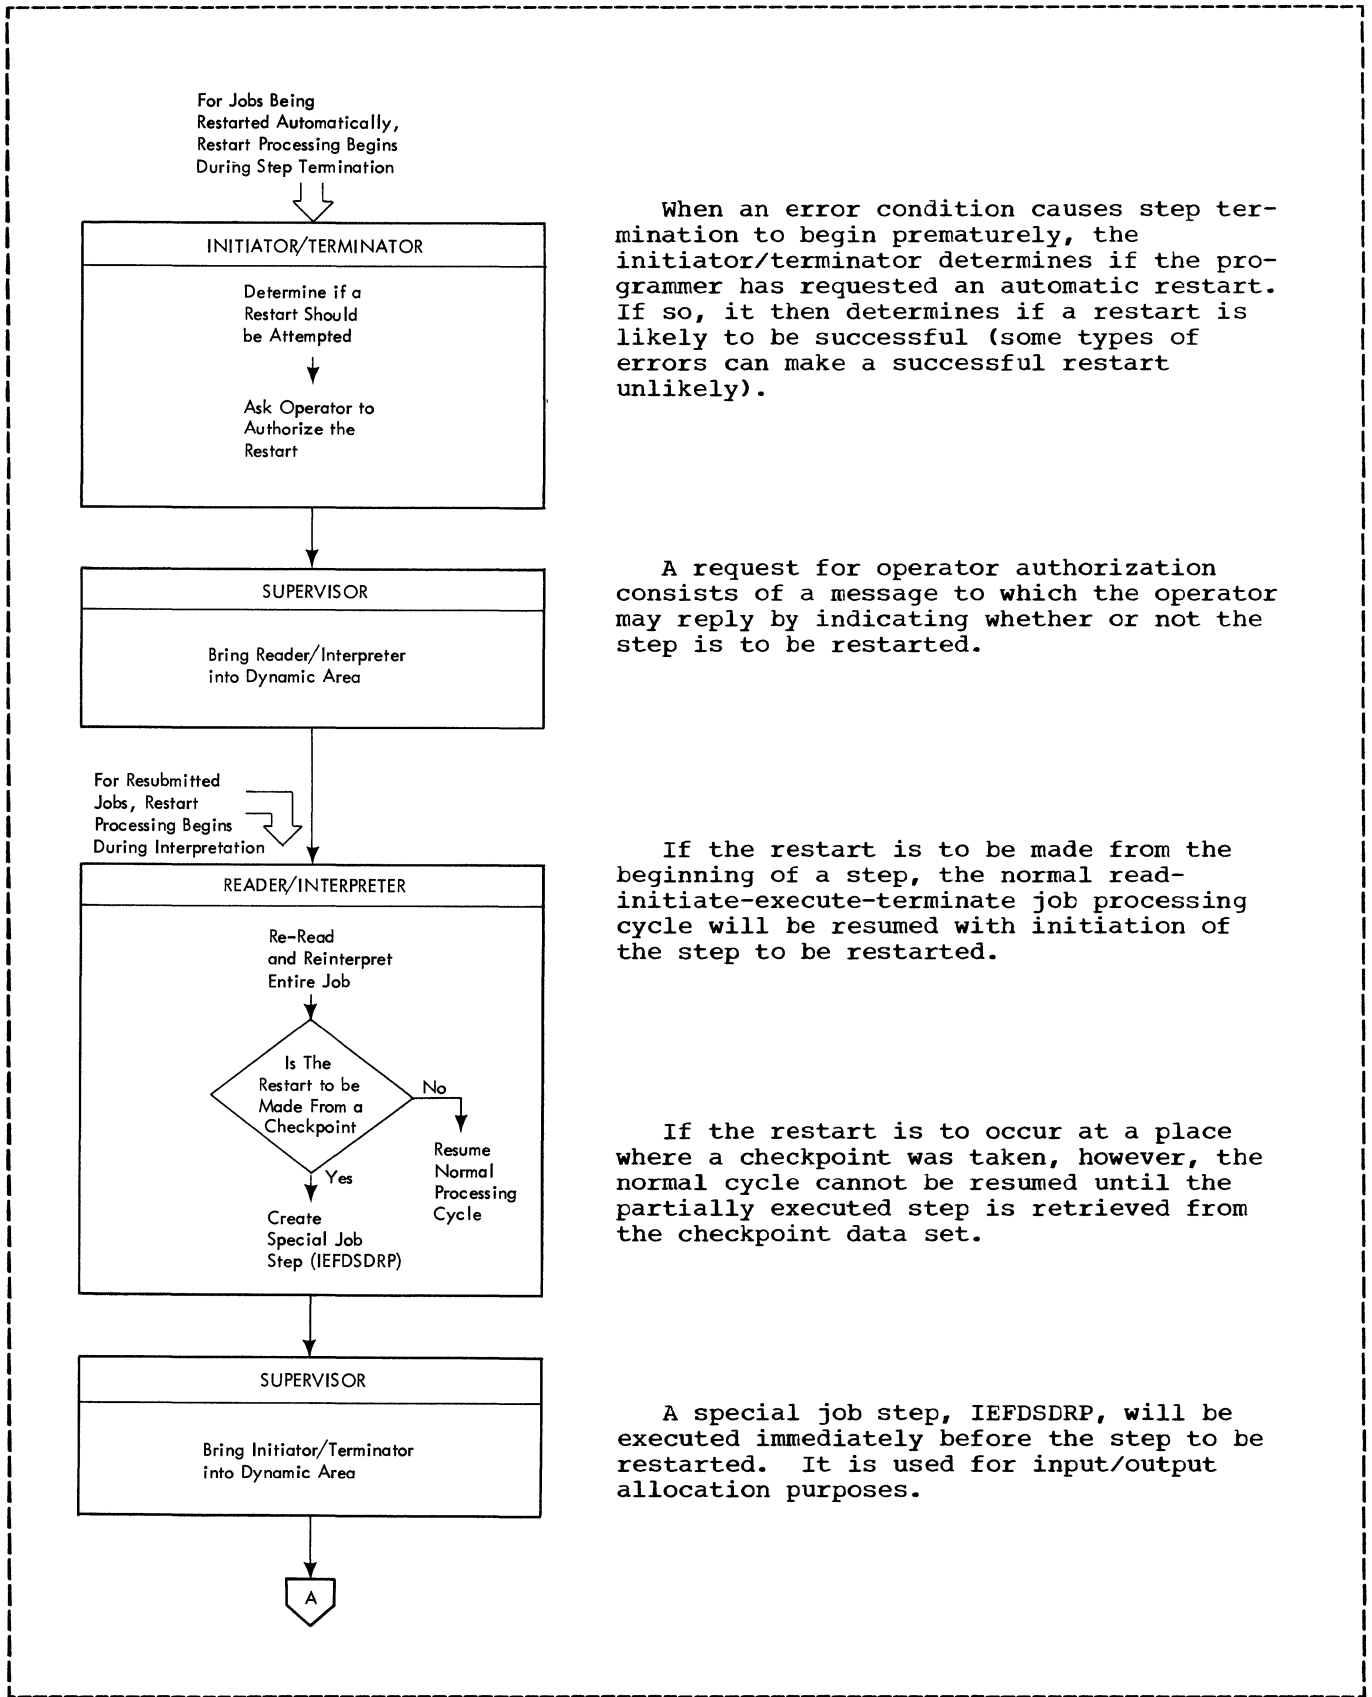 For Jobs Being
Restarted Automatically,
Restart Processing Begins
During Step Termination
INITIATOR/TERMINATOR
Determine if a
Restart Should
be Attempted
Ask Operator to
Authorize the
Restart
When an error condition causes step ter-
mination to begin prematurely, the
initiator/terminator determines if the pro-
grammer has requested an automatic restart.
If so, it then determines if a restart is
likely to be successful (some types of
errors can make a successful restart
unlikely).
SUPERVISOR
Bring Reader/Interpreter
into Dynamic Area
A request for operator authorization
consists of a message to which the operator
may reply by indicating whether or not the
step is to be restarted.
For Resubmitted
Jobs, Restart
Processing Begins
During Interpretation
READER/INTERPRETER
Re-Read
and Reinterpret
Entire Job
Is The
Restart to be
Made From a
Checkpoint
No
Yes
Resume
Normal
Processing
Cycle
Create
Special Job
Step (IEFDSDRP)
If the restart is to be made from the
beginning of a step, the normal read-
initiate-execute-terminate job processing
cycle will be resumed with initiation of
the step to be restarted.
If the restart is to occur at a place
where a checkpoint was taken, however, the
normal cycle cannot be resumed until the
partially executed step is retrieved from
the checkpoint data set.
SUPERVISOR
Bring Initiator/Terminator
into Dynamic Area
A special job step, IEFDSDRP, will be
executed immediately before the step to be
restarted. It is used for input/output
allocation purposes.
A